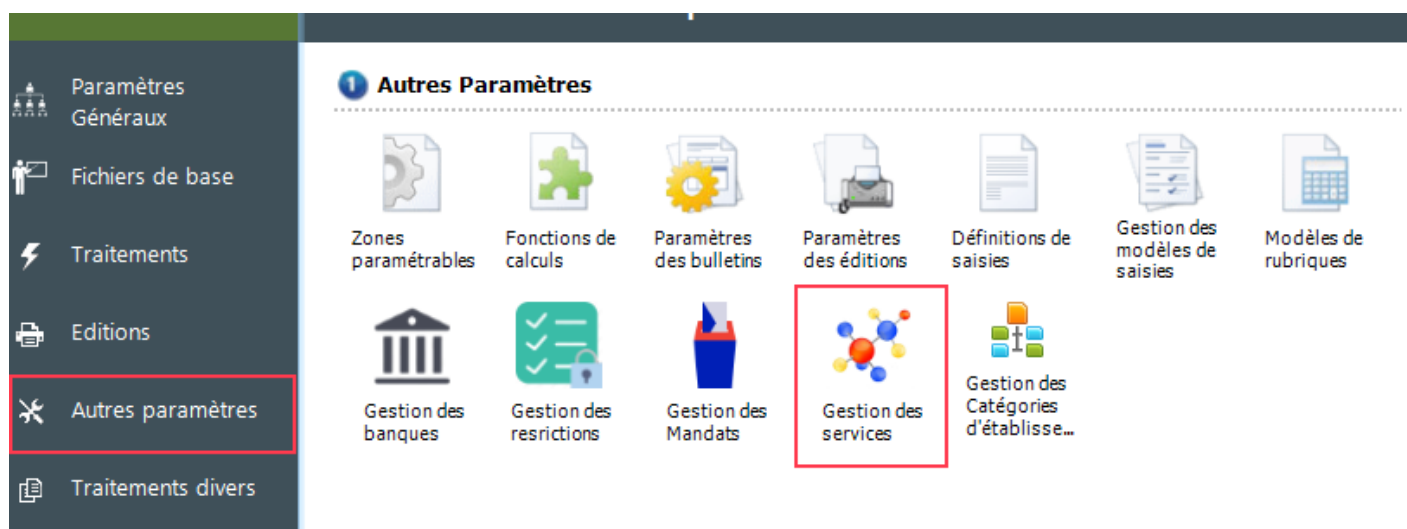 Paramètres
Généraux
Fichiers de base
Traitements
Editions
Autres paramètres
Traitements divers
1 Autres Paramètres
Zones
paramétrables
Fonctions de
calculs
Paramètres
des bulletins
Paramètres
des éditions
Définitions de
saisies
Gestion des
modèles de
saisies
Modèles de
rubriques
Gestion des
banques
Gestion des
resrictions
Gestion des
Mandats
Gestion des
services
Gestion des
Catégories
d'établisse...